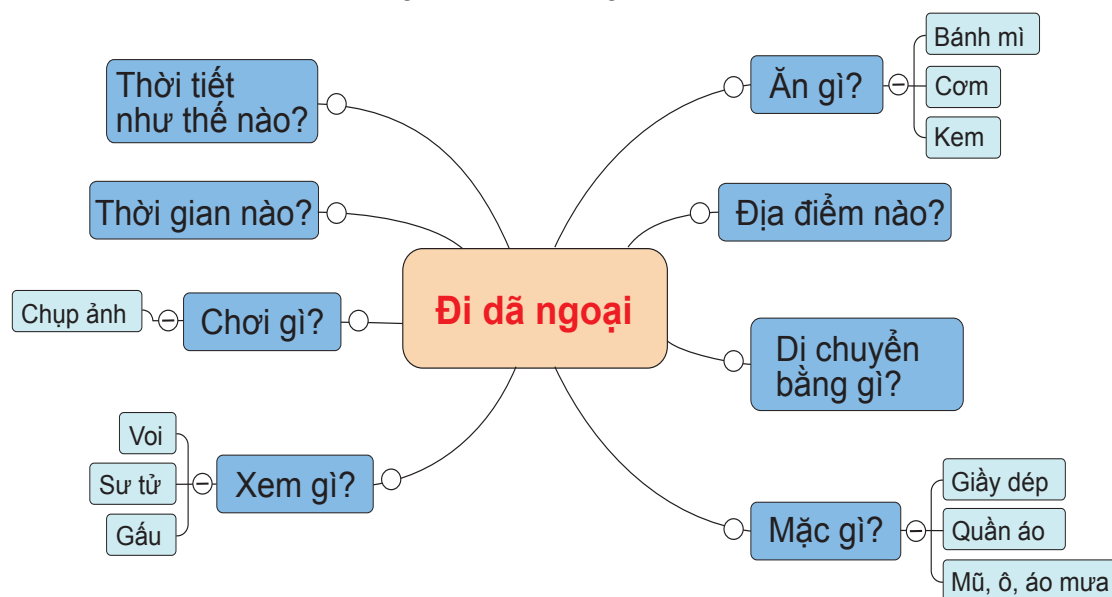 Thời tiết
như thế nào?
Thời gian nào?
Chơi gì?
Chụp ảnh
Xem gì?
Voi
Sư tử
Gấu
Đi dã ngoại
Ăn gì?
Bánh mì
Cơm
Kem
Địa điểm nào?
Di chuyển
bằng gì?
Mặc gì?
Giầy dép
Quần áo
Mũ, ô, áo mưa